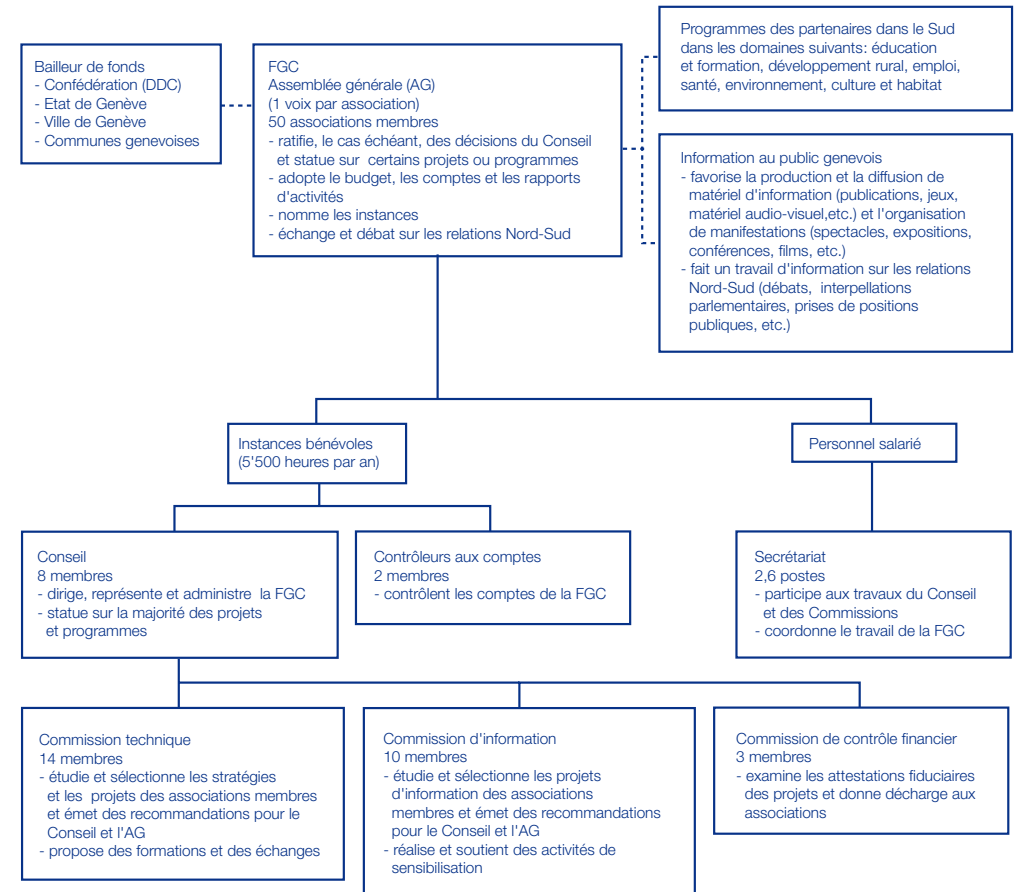 Bailleur de fonds
- Confédération (DDC)
- Etat de Genève
- Ville de Genève
- Communes genevoises
FGC
Assemblée générale (AG)
(1 voix par association)
50 associations membres
- ratifie, le cas échéant, des décisions du Conseil
et statue sur certains projets ou programmes
- adopte le budget, les comptes et les rapports
d'activités
- nomme les instances
- échange et débat sur les relations Nord-Sud
Programmes des partenaires dans le Sud
dans les domaines suivants: éducation
et formation, développement rural, emploi,
santé, environnement, culture et habitat
Information au public genevois
- favorise la production et la diffusion de
matériel d'information (publications, jeux,
matériel audio-visuel,etc.) et l'organisation
de manifestations (spectacles, expositions,
conférences, films, etc.)
- fait un travail d'information sur les relations
Nord-Sud (débats, interpellations
parlementaires, prises de positions
publiques, etc.)
Instances bénévoles
(5'500 heures par an)
Personnel salarié
Conseil
8 membres
- dirige, représente et administre la FGC
- statue sur la majorité des projets
et programmes
Contrôleurs aux comptes
2 membres
- contrôlent les comptes de la FGC
Secrétariat
2,6 postes
- participe aux travaux du Conseil
et des Commissions
- coordonne le travail de la FGC
Commission technique
14 membres
- étudie et sélectionne les stratégies
et les projets des associations membres
et émet des recommandations pour le
Conseil et l'AG
- propose des formations et des échanges
Commission d'information
10 membres
- étudie et sélectionne les projets
d'information des associations
membres et émet des recommandations
pour le Conseil et l'AG
- réalise et soutient des activités de
sensibilisation
Commission de contrôle financier
3 membres
- examine les attestations fiduciaires
des projets et donne décharge aux
associations